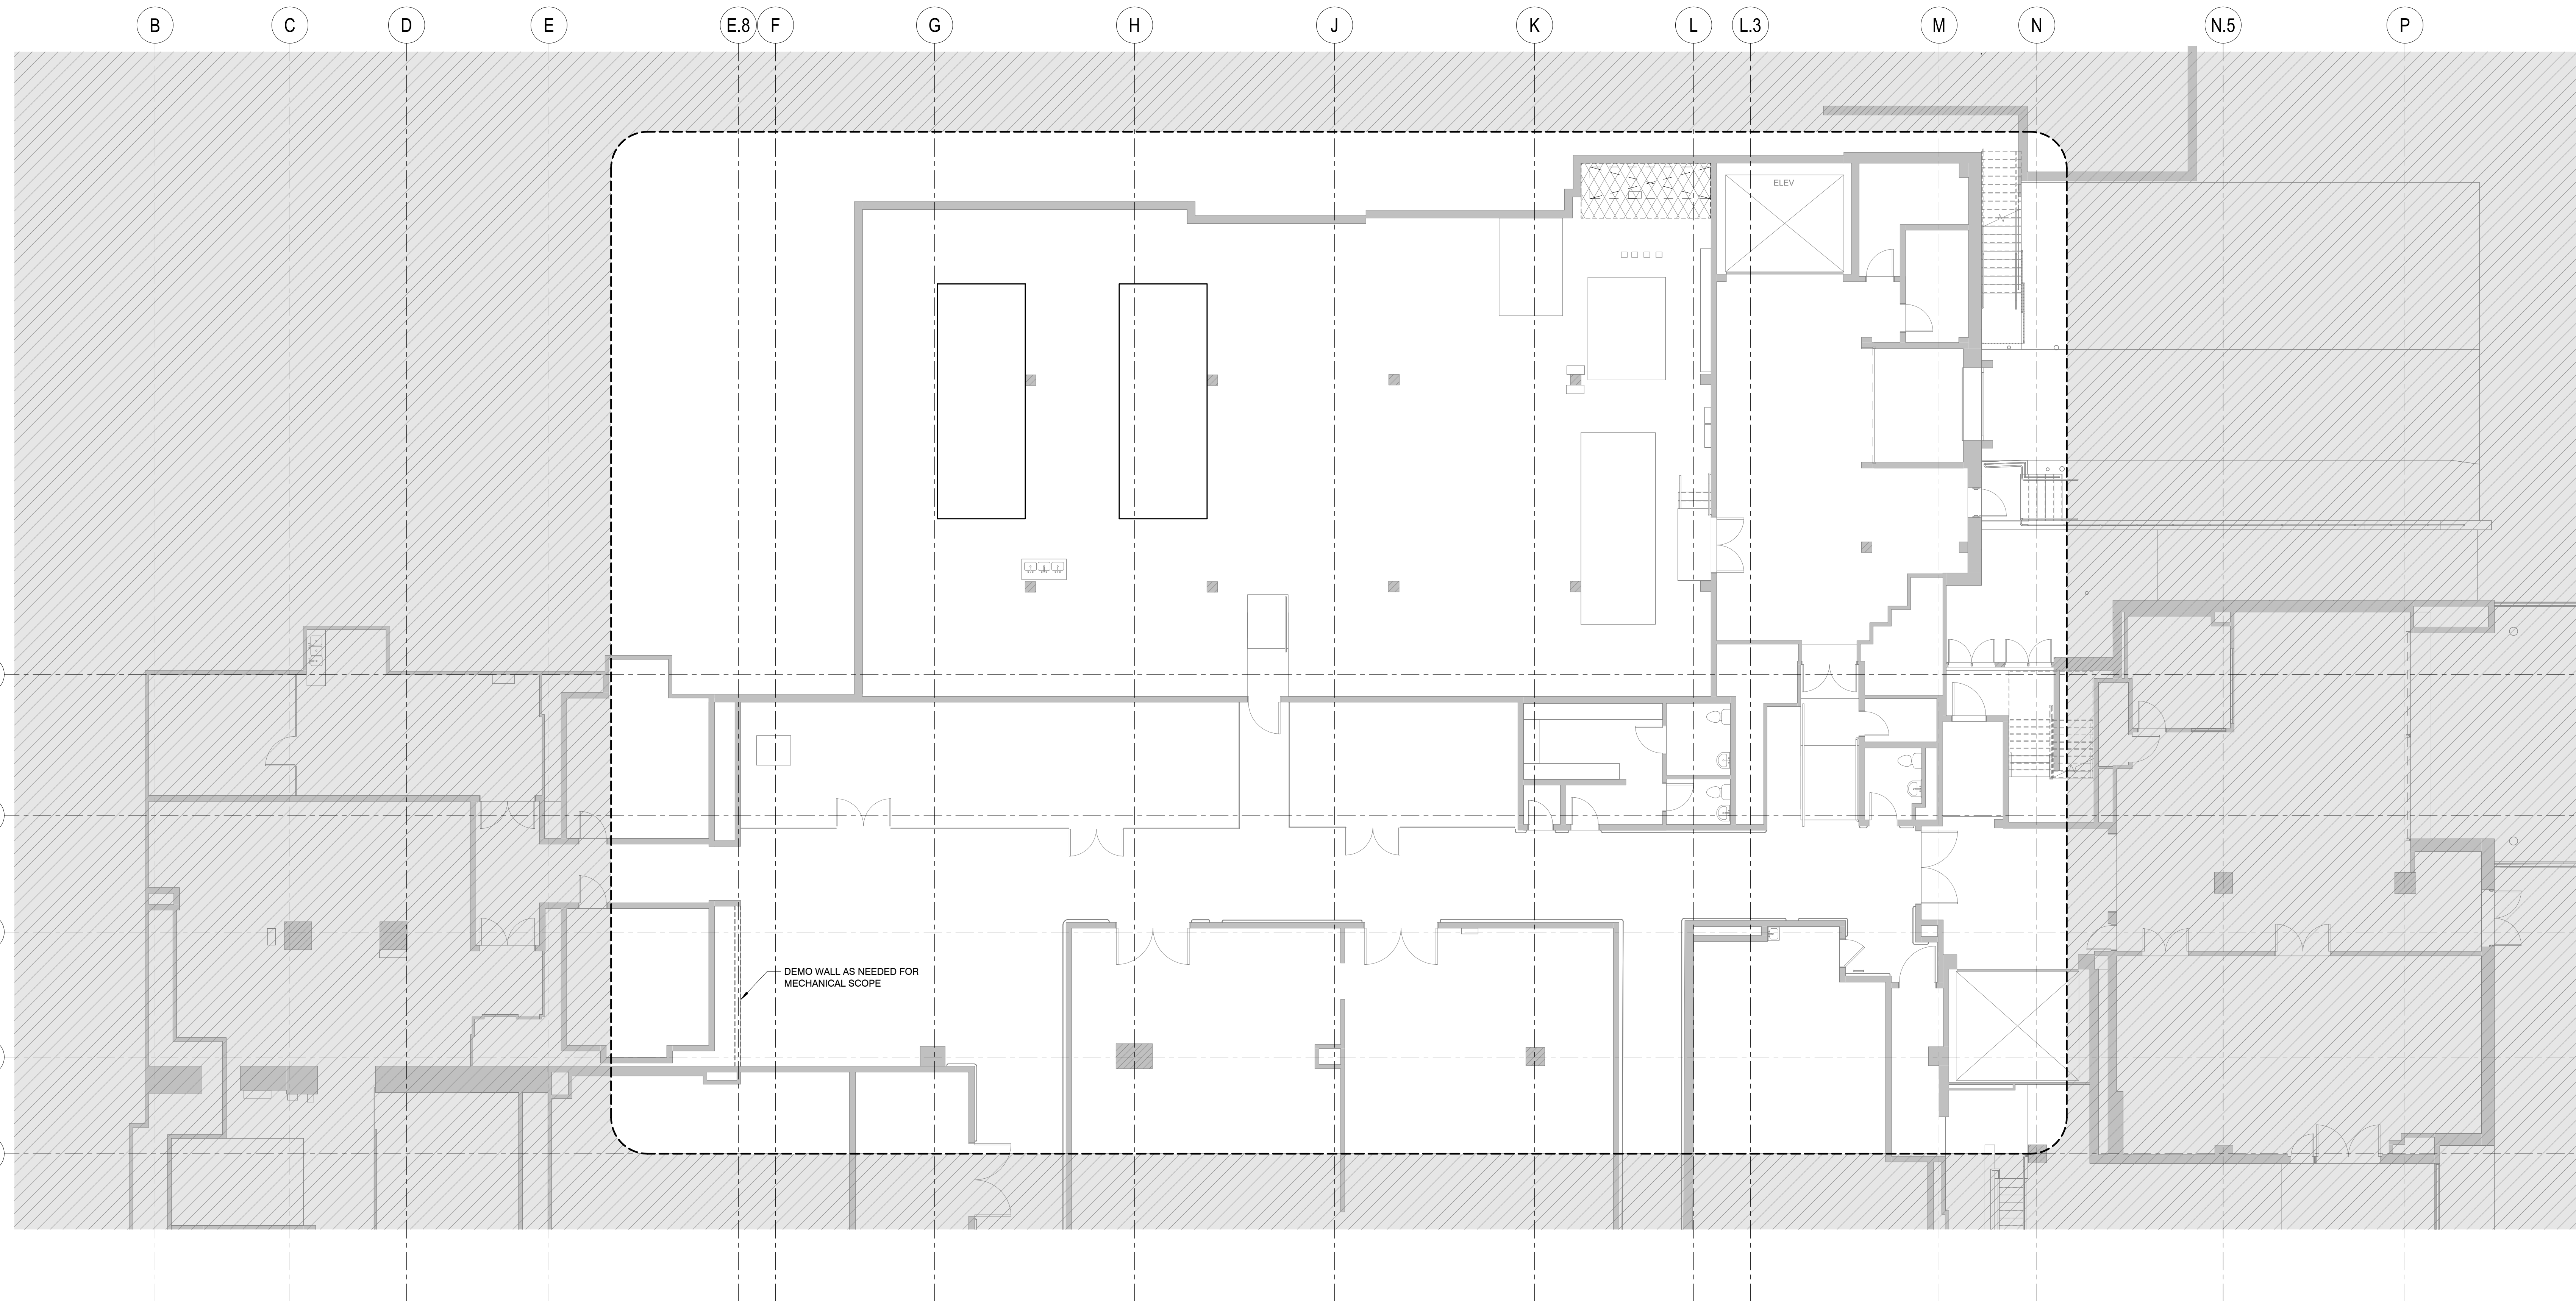 B C D E E.8 F G H J K L L.3 M N N.5 P
ELEV
DEMO WALL AS NEEDED FOR
MECHANICAL SCOPE